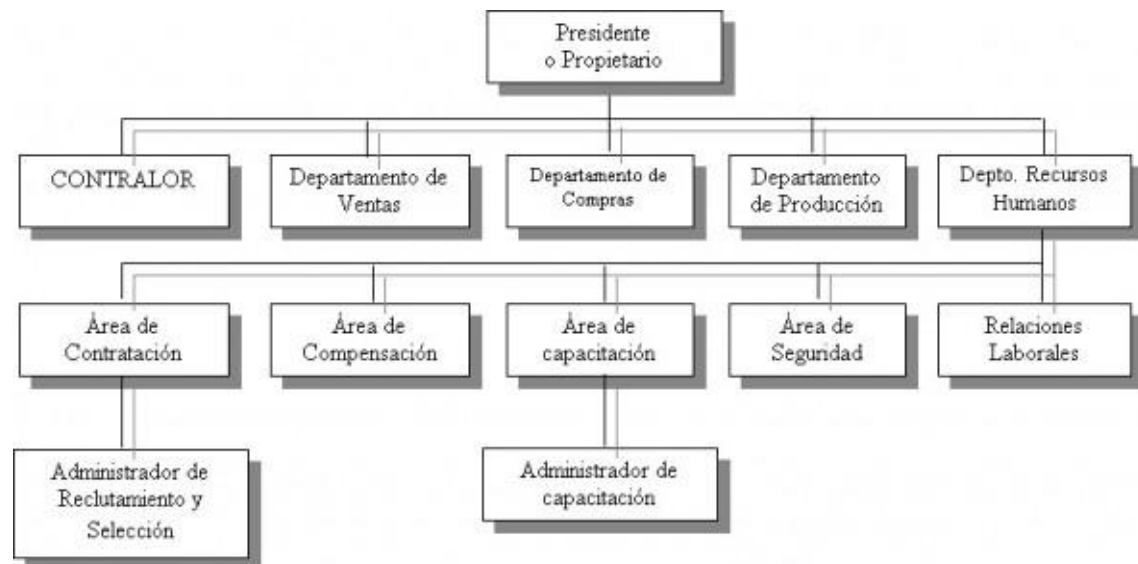 Presidente
o Propietario
CONTRALOR
Departamento de
Ventas
Departamento de
Compras
Departamento
de Producción
Depto. Recursos
Humanos
Área de
Contratación
Área de
Compensación
Área de
capacitación
Área de
Seguridad
Relaciones
Laborales
Administrador de
Reclutamiento y
Selección
Administrador de
capacitación